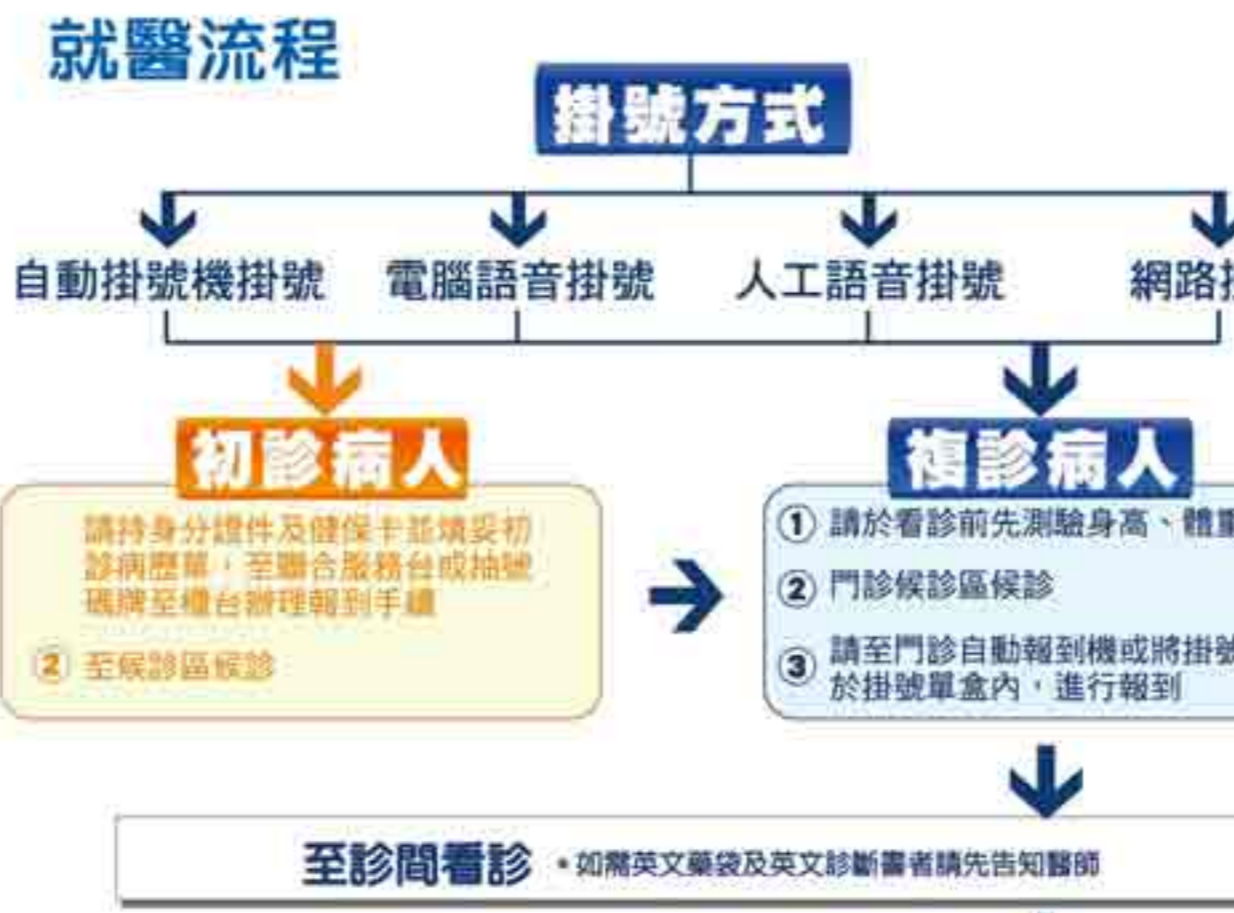 就醫流程
掛號方式
自動掛號機掛號 電腦語音掛號 人工語音掛號 網路掛
初診病人
請持身分證件及健保卡並填妥初
診病歷單，至聯合服務台或抽號
碼牌至櫃台辦理報到手續
② 至候診區候診
複診病人
① 請於看診前先測驗身高、體重
② 門診候診區候診
③ 請至門診自動報到機或將掛號
於掛號單盒內，進行報到
至診間看診 •如需英文藥袋及英文診斷書者請先告知醫師